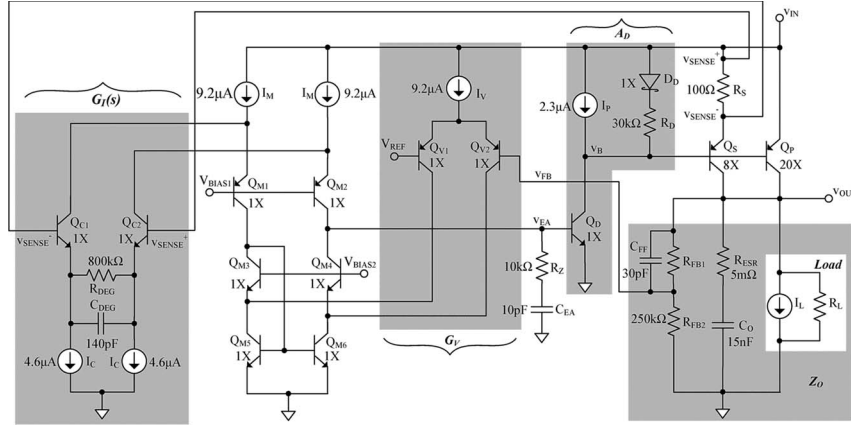 v_IN
A_D
v_SENSE^+
G_I(s)
9.2µA I_M
I_M 9.2µA
9.2µA I_V
2.3µA I_P
1X D_D
100Ω R_S
v_SENSE^-
30kΩ R_D
V_REF
Q_V1
1X
Q_V2
1X
v_B
Q_S
8X
Q_P
20X
V_BIAS1
Q_M1
1X
Q_M2
1X
v_FB
v_OUT
Q_C1
1X
Q_C2
1X
v_SENSE^-
v_SENSE^+
v_EA
Q_D
1X
800kΩ
R_DEG
C_DEG
140pF
Q_M3
1X
Q_M4
1X
V_BIAS2
10kΩ R_Z
10pF C_EA
C_FF
30pF
R_FB1
R_ESR
5mΩ
Load
I_L
R_L
250kΩ
R_FB2
C_O
15nF
4.6µA I_C
I_C 4.6µA
Q_M5
1X
Q_M6
1X
G_V
Z_O